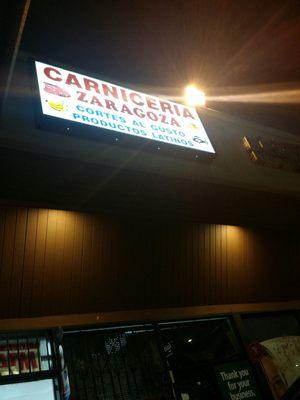 CARNICERIA
ZARAGOZA
CORTES AL GUSTO
PRODUCTOS LATINOS
Thank you
for your
business.